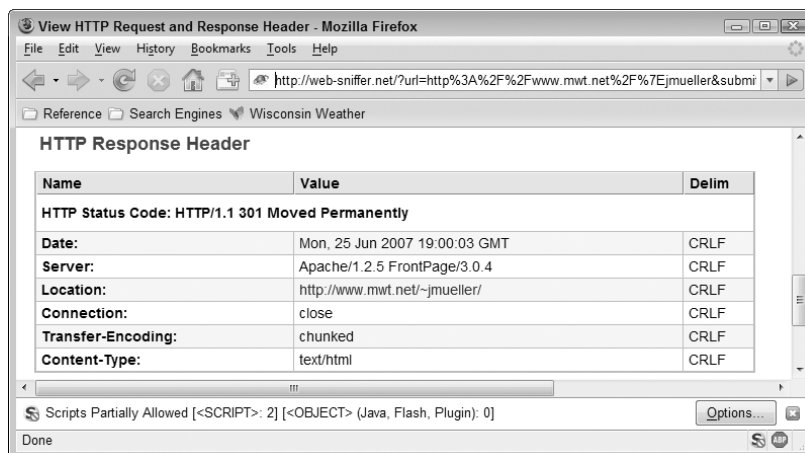 View HTTP Request and Response Header - Mozilla Firefox
File Edit View History Bookmarks Tools Help
http://web-sniffer.net/?url=http%3A%2F%2Fwww.mwt.net%2F%7Ejmueller&submi
Reference Search Engines Wisconsin Weather
HTTP Response Header
Name Value Delim
HTTP Status Code: HTTP/1.1 301 Moved Permanently
Date: Mon, 25 Jun 2007 19:00:03 GMT CRLF
Server: Apache/1.2.5 FrontPage/3.0.4 CRLF
Location: http://www.mwt.net/~jmueller/ CRLF
Connection: close CRLF
Transfer-Encoding: chunked CRLF
Content-Type: text/html CRLF
Scripts Partially Allowed [<SCRIPT>: 2] [<OBJECT> (Java, Flash, Plugin): 0] Options...
Done ABP